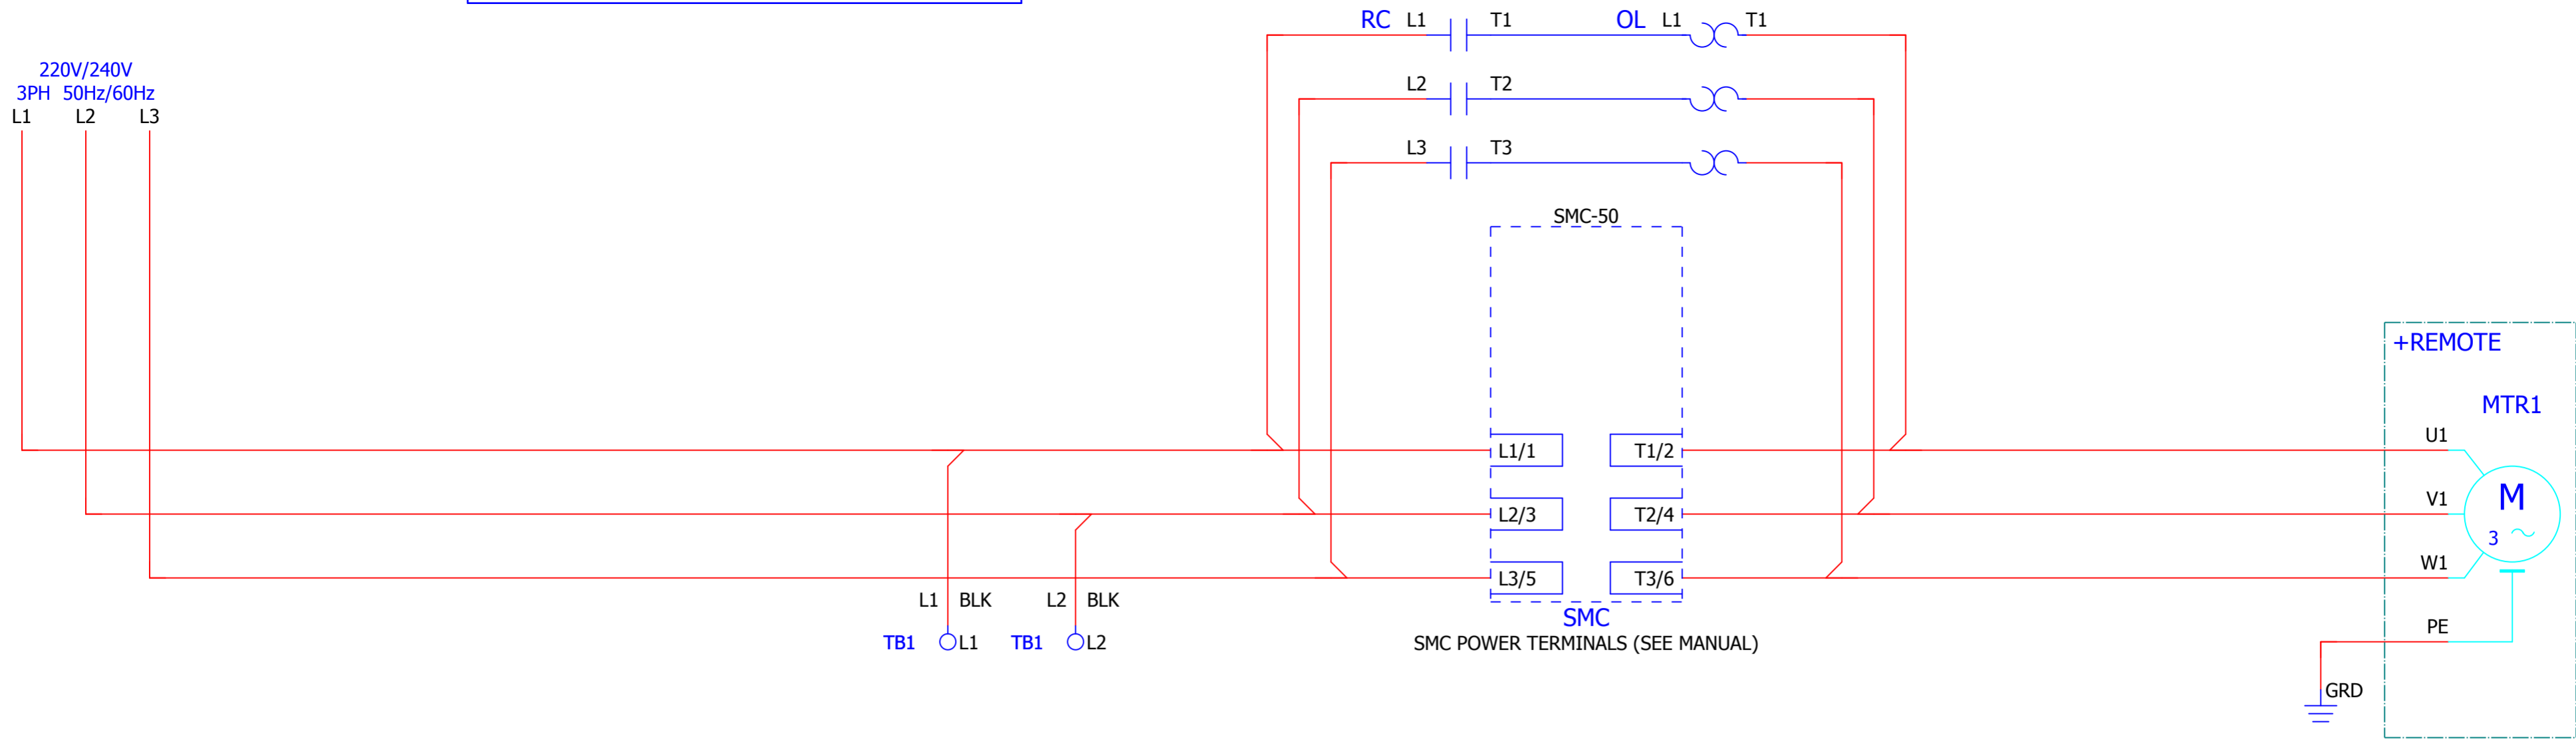 RC L1 T1 OL L1 T1
220V/240V
3PH 50Hz/60Hz
L1 L2 L3
L2 T2
L3 T3
SMC-50
+REMOTE
MTR1
U1
L1/1 T1/2
V1
M
3 ~
L2/3 T2/4
W1
L3/5 T3/6
L1 BLK L2 BLK
SMC
PE
TB1 L1 TB1 L2
SMC POWER TERMINALS (SEE MANUAL)
GRD